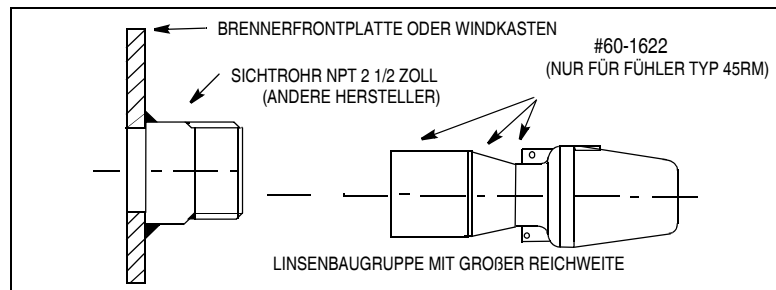 BRENNERFRONTPLATTE ODER WINDKASTEN
#60-1622
(NUR FÜR FÜHLER TYP 45RM)
SICHTROHR NPT 2 1/2 ZOLL
(ANDERE HERSTELLER)
LINSENBAUGRUPPE MIT GROßER REICHWEITE